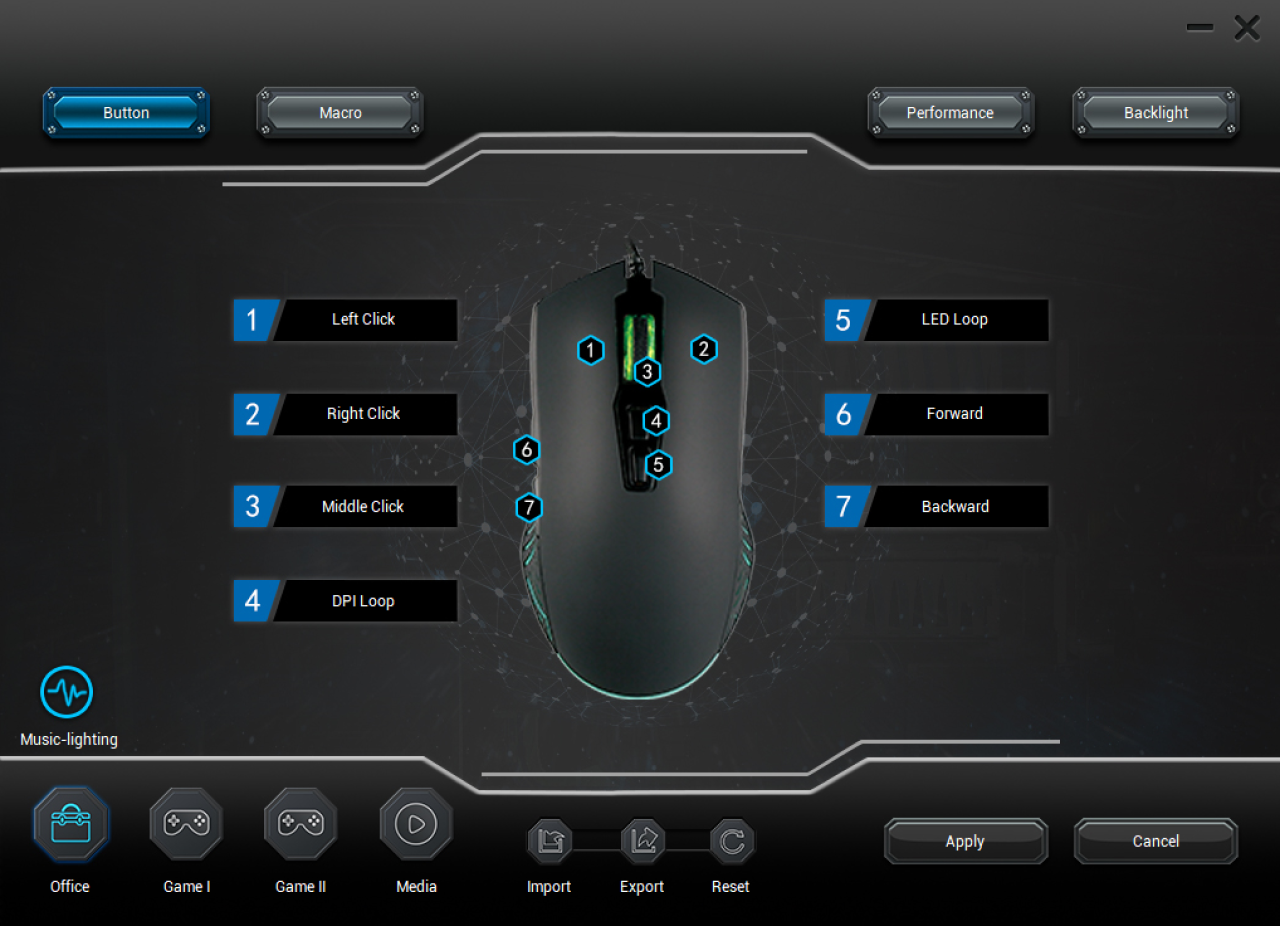 Button
Macro
Performance
Backlight
1 Left Click
2 Right Click
3 Middle Click
4 DPI Loop
1
2
3
4
5
6
7
5 LED Loop
6 Forward
7 Backward
Music-lighting
Office
Game I
Game II
Media
Import
Export
Reset
Apply
Cancel